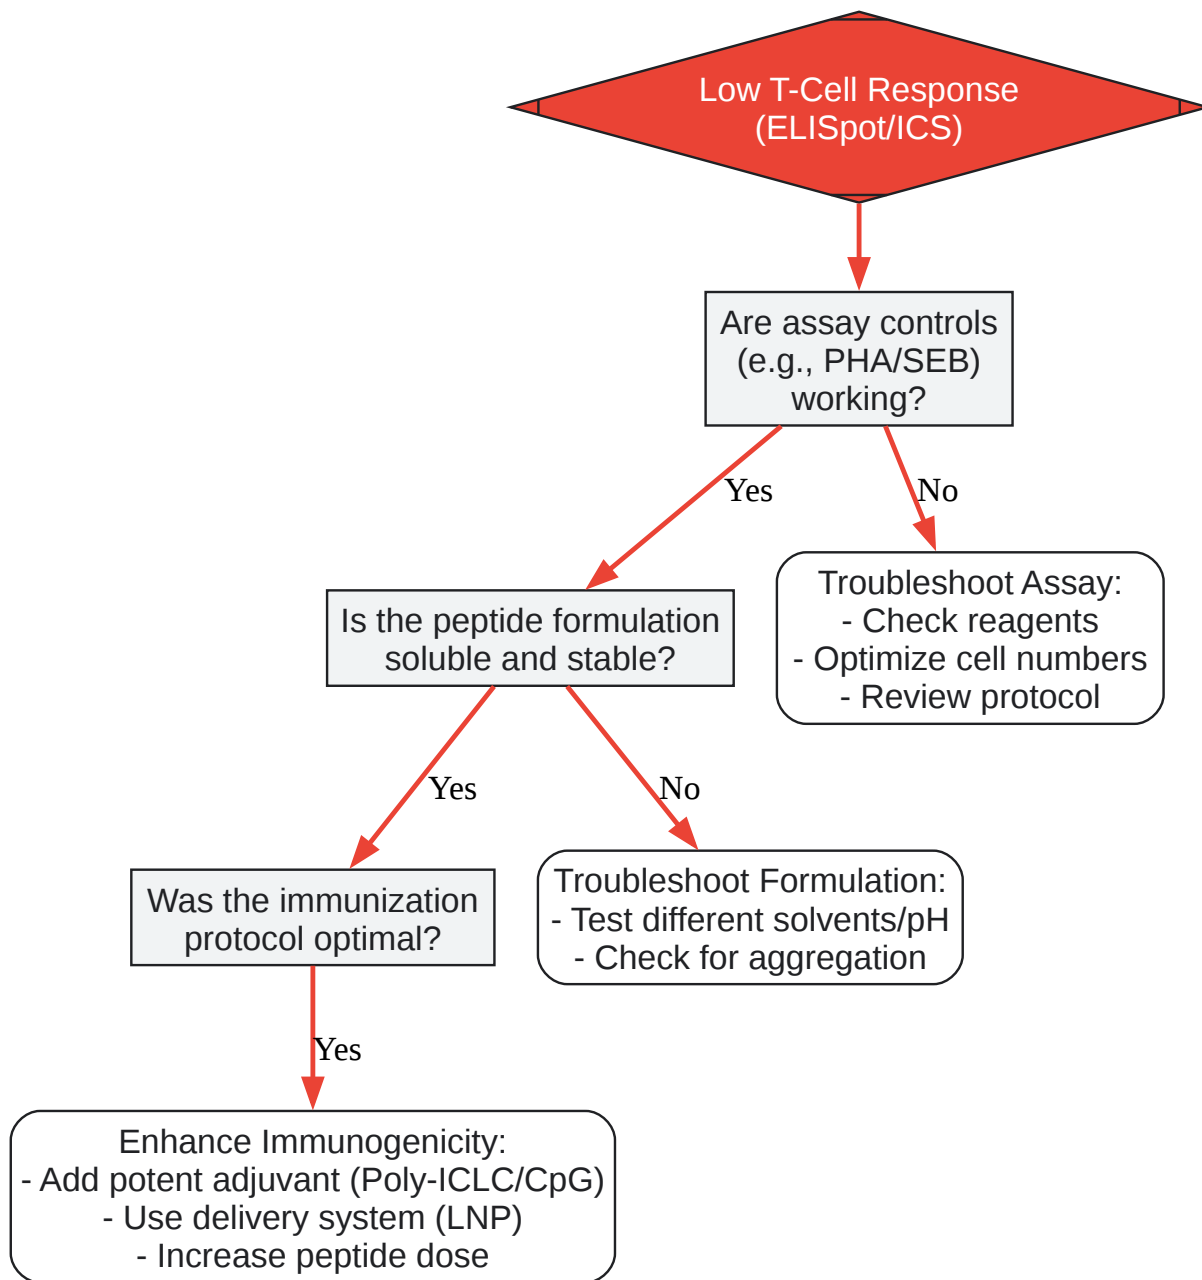 Low T-Cell Response
(ELISpot/ICS)
Are assay controls
(e.g., PHA/SEB)
working?
Yes
No
Troubleshoot Assay:
- Check reagents
- Optimize cell numbers
- Review protocol
Is the peptide formulation
soluble and stable?
Yes
No
Troubleshoot Formulation:
- Test different solvents/pH
- Check for aggregation
Was the immunization
protocol optimal?
Yes
Enhance Immunogenicity:
- Add potent adjuvant (Poly-ICLC/CpG)
- Use delivery system (LNP)
- Increase peptide dose